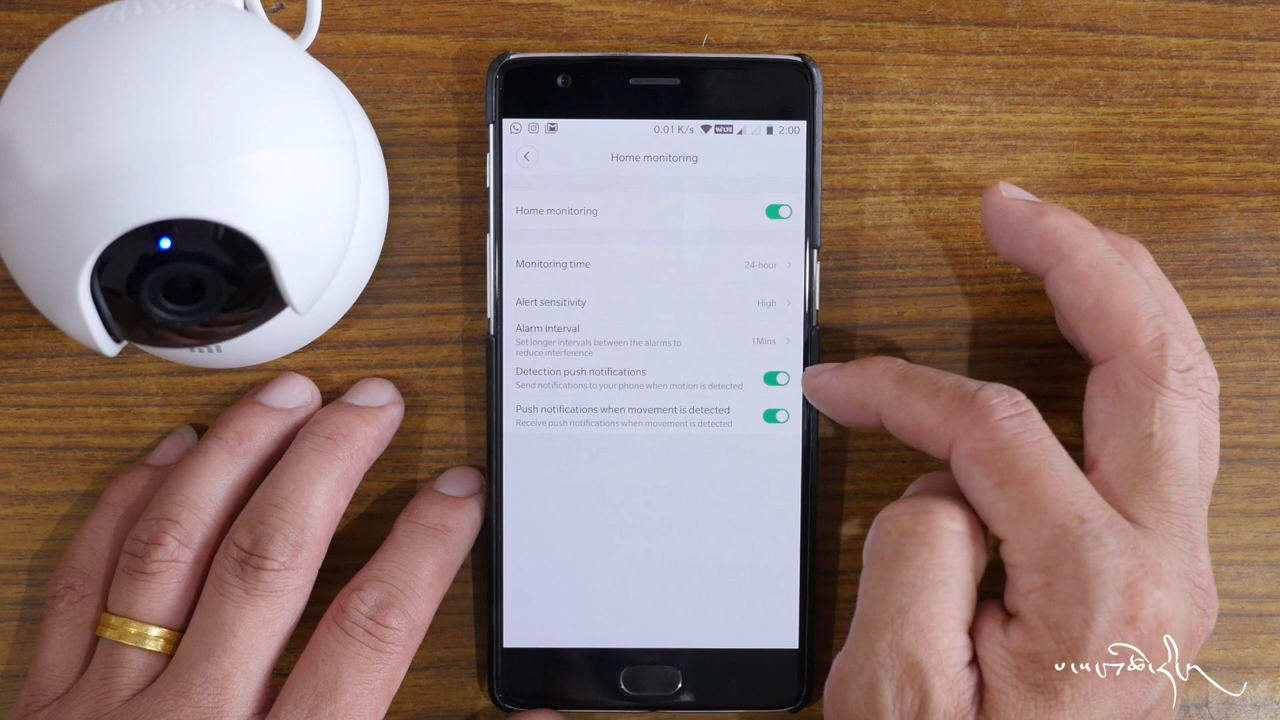 0.01 K/s VoLTE 2:00
Home monitoring
Home monitoring
Monitoring time 24-hour
Alert sensitivity High
Alarm interval
Set longer intervals between the alarms to
reduce interference
1Mins
Detection push notifications
Send notifications to your phone when motion is detected
Push notifications when movement is detected
Receive push notifications when movement is detected